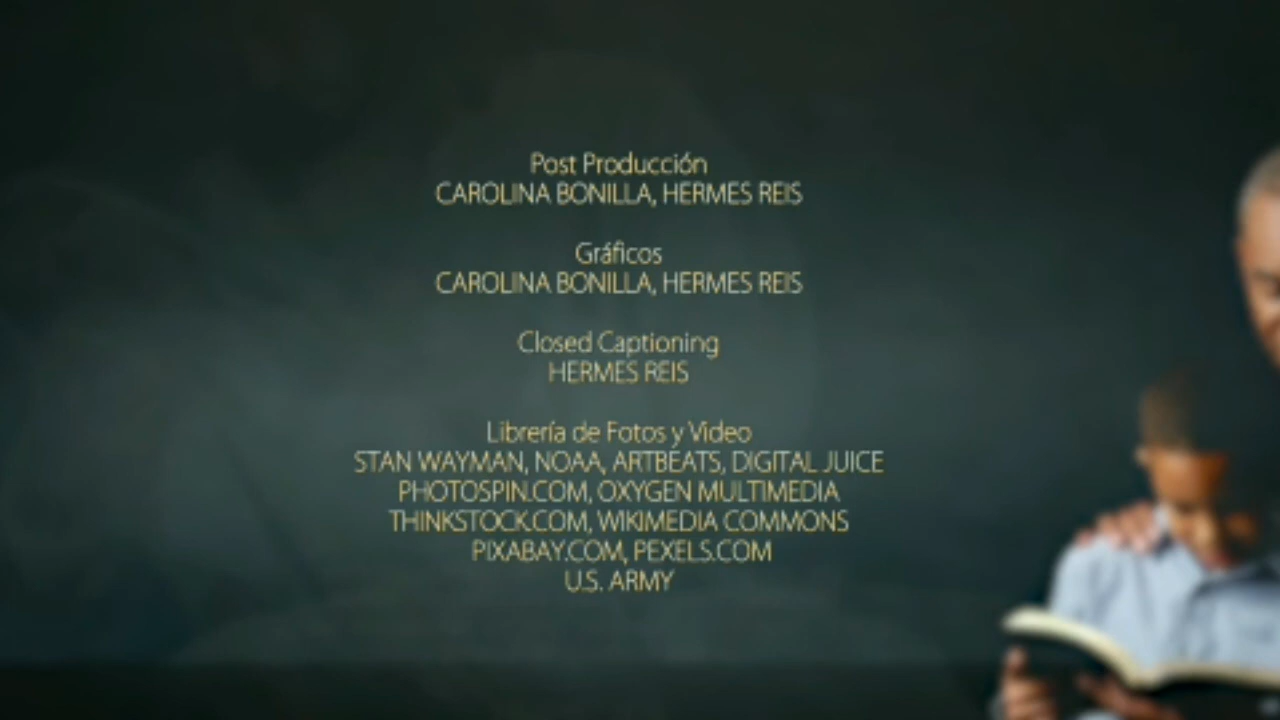 Post Producción
CAROLINA BONILLA, HERMES REIS
Gráficos
CAROLINA BONILLA, HERMES REIS
Closed Captioning
HERMES REIS
Librería de Fotos y Video
STAN WAYMAN, NOAA, ARTBEATS, DIGITAL JUICE
PHOTOSPIN.COM, OXYGEN MULTIMEDIA
THINKSTOCK.COM, WIKIMEDIA COMMONS
PIXABAY.COM, PEXELS.COM
U.S. ARMY